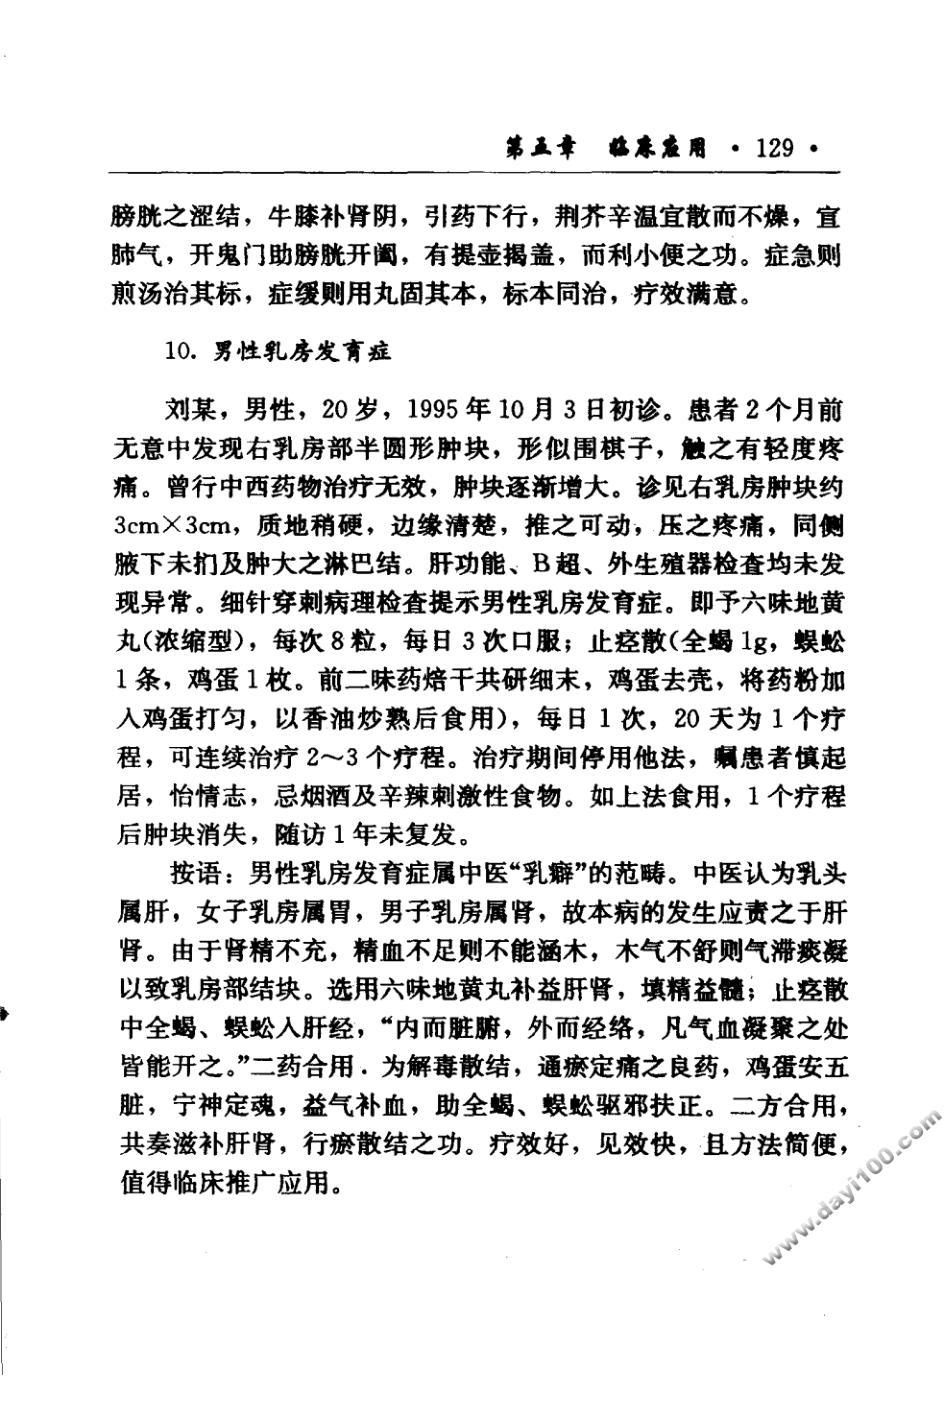 第五章 临床应用 · 129 ·
膀胱之涩结，牛膝补肾阴，引药下行，荆芥辛温宜散而不燥，宣
肺气，开鬼门助膀胱开阖，有提壶揭盖，而利小便之功。症急则
煎汤治其标，症缓则用丸固其本，标本同治，疗效满意。
10. 男性乳房发育症
刘某，男性，20 岁，1995 年 10 月 3 日初诊。患者 2 个月前
无意中发现右乳房部半圆形肿块，形似围棋子，触之有轻度疼
痛。曾行中西药物治疗无效，肿块逐渐增大。诊见右乳房肿块约
3cm×3cm，质地稍硬，边缘清楚，推之可动，压之疼痛，同侧
腋下未扪及肿大之淋巴结。肝功能、B 超、外生殖器检查均未发
现异常。细针穿刺病理检查提示男性乳房发育症。即予六味地黄
丸(浓缩型)，每次 8 粒，每日 3 次口服；止痉散(全蝎 1g，蜈蚣
1 条，鸡蛋 1 枚。前二味药焙干共研细末，鸡蛋去壳，将药粉加
入鸡蛋打匀，以香油炒熟后食用)，每日 1 次，20 天为 1 个疗
程，可连续治疗 2～3 个疗程。治疗期间停用他法，嘱患者慎起
居，怡情志，忌烟酒及辛辣刺激性食物。如上法食用，1 个疗程
后肿块消失，随访 1 年未复发。
按语：男性乳房发育症属中医“乳癖”的范畴。中医认为乳头
属肝，女子乳房属胃，男子乳房属肾，故本病的发生应责之于肝
肾。由于肾精不充，精血不足则不能涵木，木气不舒则气滞痰凝
以致乳房部结块。选用六味地黄丸补益肝肾，填精益髓；止痉散
中全蝎、蜈蚣入肝经，“内而脏腑，外而经络，凡气血凝聚之处
皆能开之。”二药合用．为解毒散结，通瘀定痛之良药，鸡蛋安五
脏，宁神定魂，益气补血，助全蝎、蜈蚣驱邪扶正。二方合用，
共奏滋补肝肾，行瘀散结之功。疗效好，见效快，且方法简便，
值得临床推广应用。
www.dayi100.com